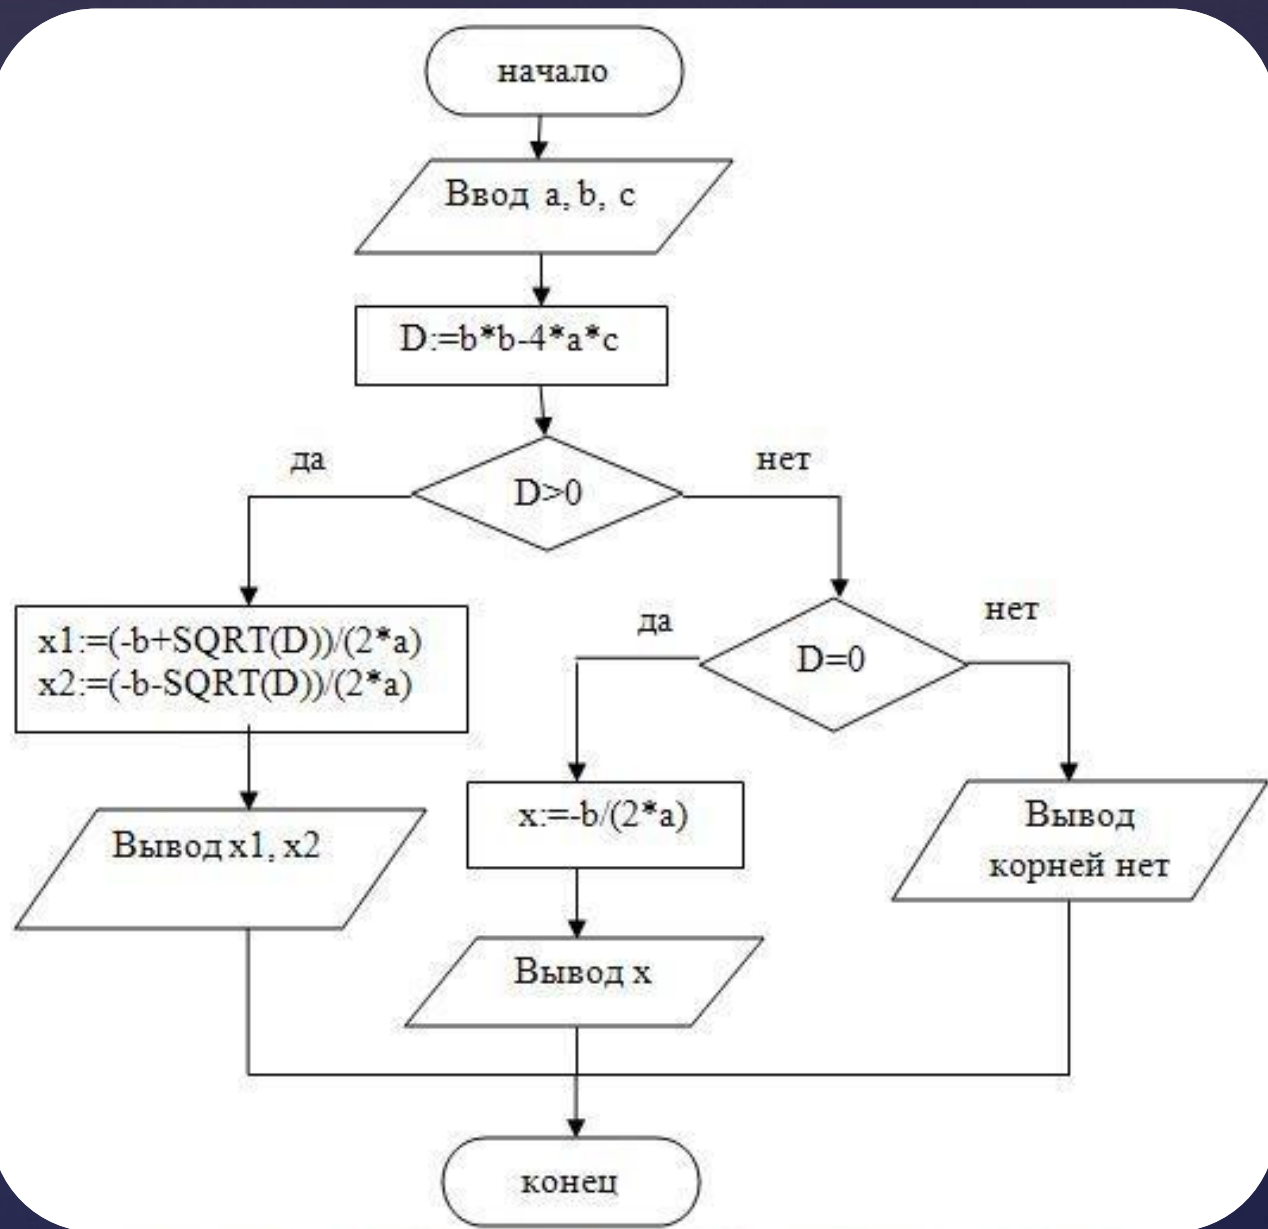 начало
Ввод a, b, c
D:=b*b-4*a*c
да
нет
D>0
x1:=(-b+SQRT(D))/(2*a)
x2:=(-b-SQRT(D))/(2*a)
да
нет
D=0
Вывод x1, x2
x:=-b/(2*a)
Вывод
корней нет
Вывод x
конец